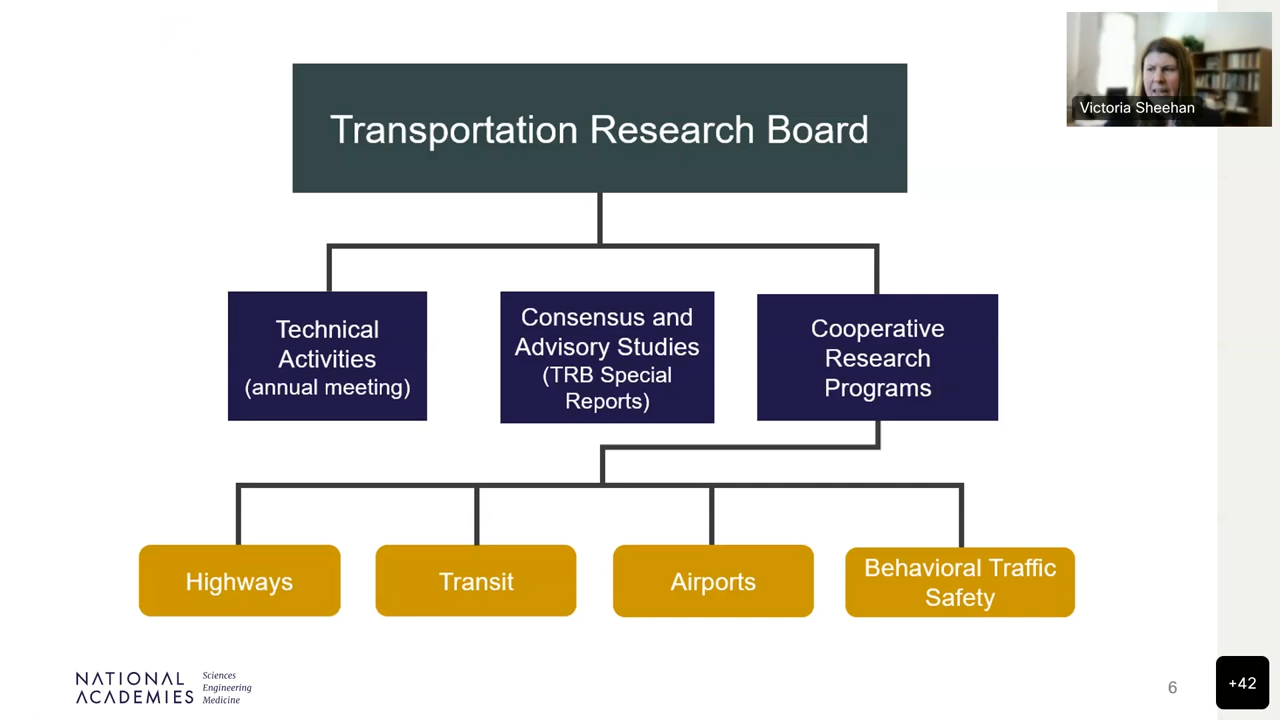 Transportation Research Board
Victoria Sheehan
Technical
Activities
(annual meeting)
Consensus and
Advisory Studies
(TRB Special
Reports)
Cooperative
Research
Programs
Highways
Transit
Airports
Behavioral Traffic
Safety
NATIONAL
ACADEMIES
Sciences
Engineering
Medicine
6
+42